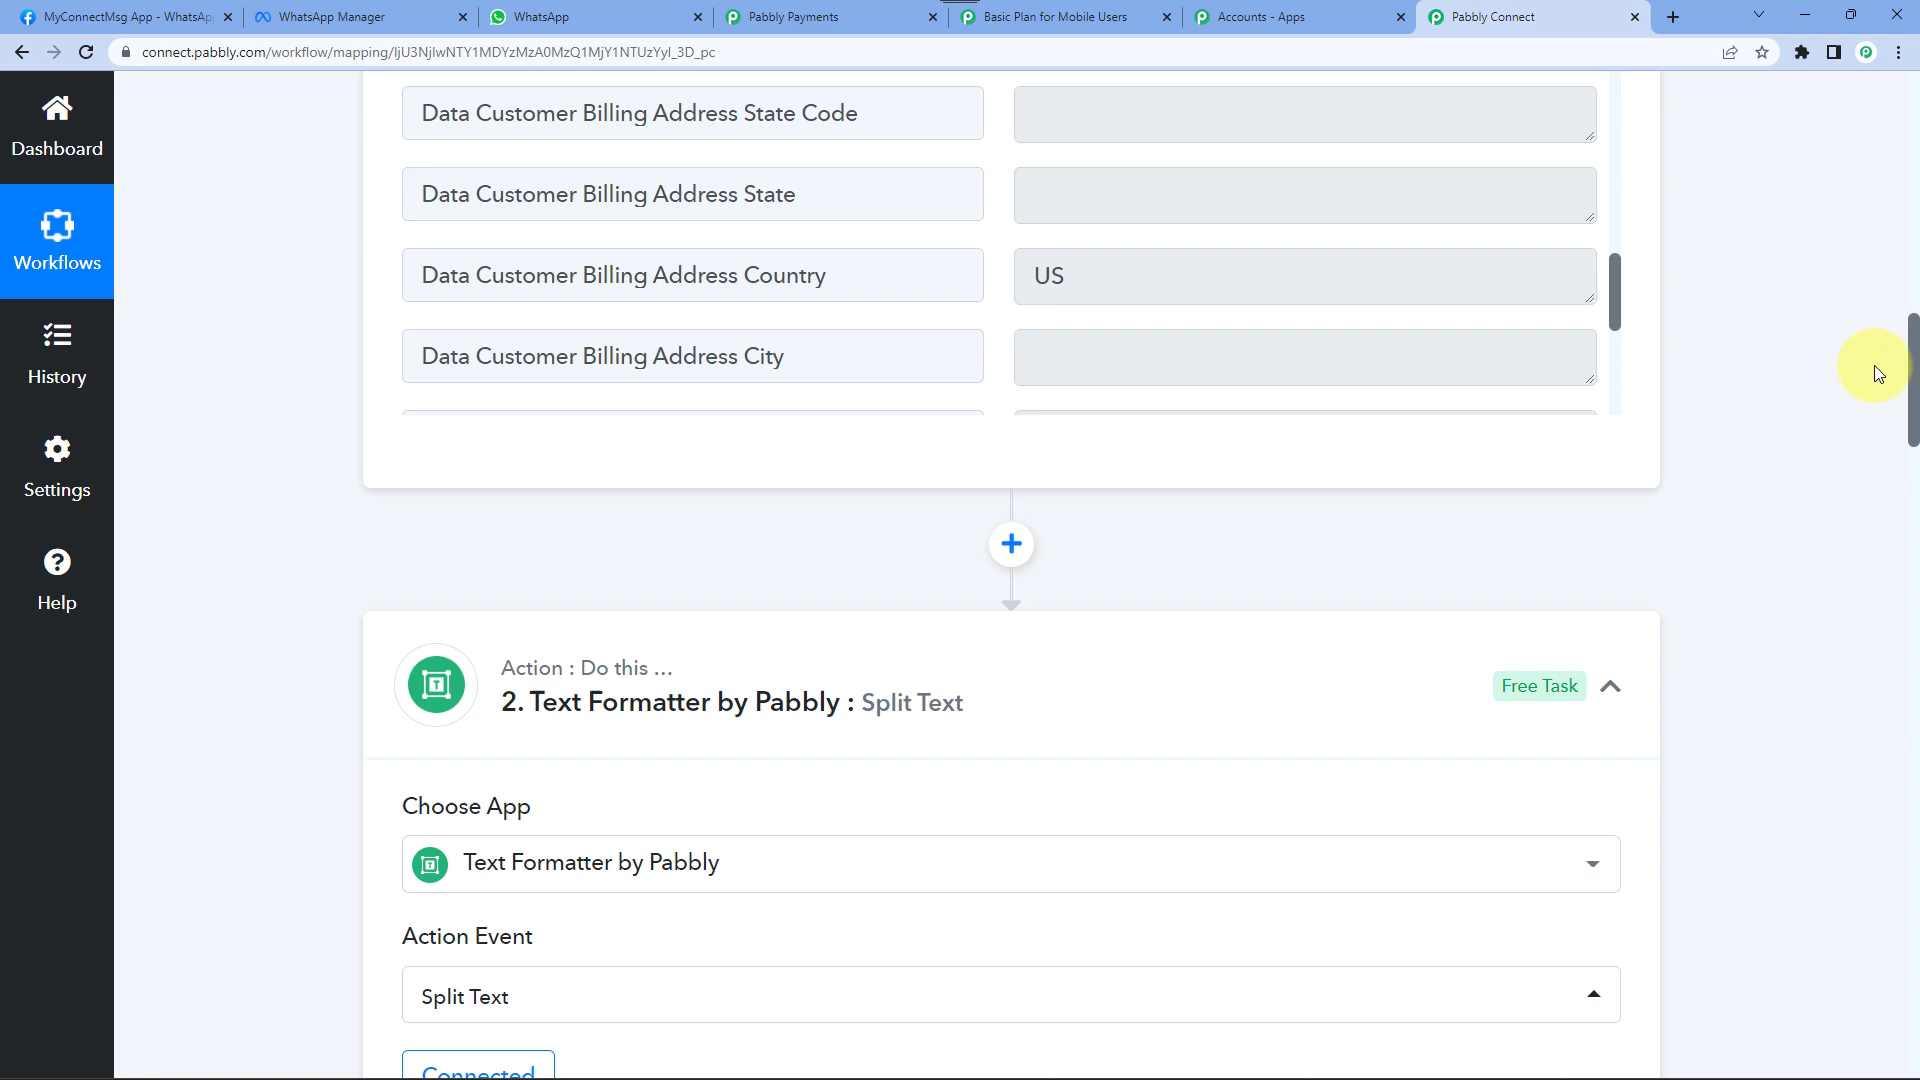 MyConnectMsg App - WhatsAp
WhatsApp Manager
WhatsApp
Pabbly Payments
Basic Plan for Mobile Users
Accounts - Apps
Pabbly Connect
connect.pabbly.com/workflow/mapping/IjU3NjIwNTY1MDYzMzA0MzQ1MjY1NTUzYyI_3D_pc
Dashboard
Workflows
History
Settings
Help
Data Customer Billing Address State Code
Data Customer Billing Address State
Data Customer Billing Address Country
US
Data Customer Billing Address City
Action : Do this ...
2. Text Formatter by Pabbly : Split Text
Free Task
Choose App
Text Formatter by Pabbly
Action Event
Split Text
Connected